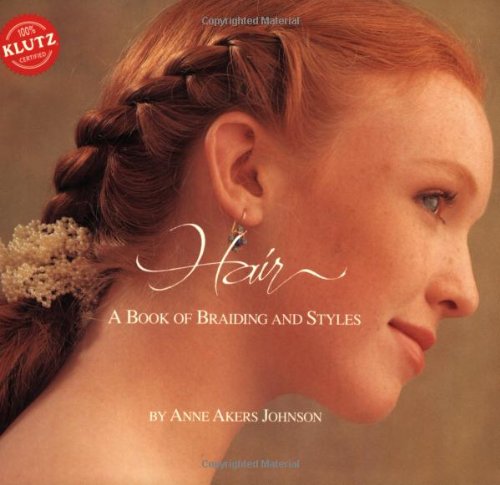 Copyrighted Material
100%
KLUTZ
CERTIFIED
Hair
A BOOK OF BRAIDING AND STYLES
BY ANNE AKERS JOHNSON
Copyrighted Material